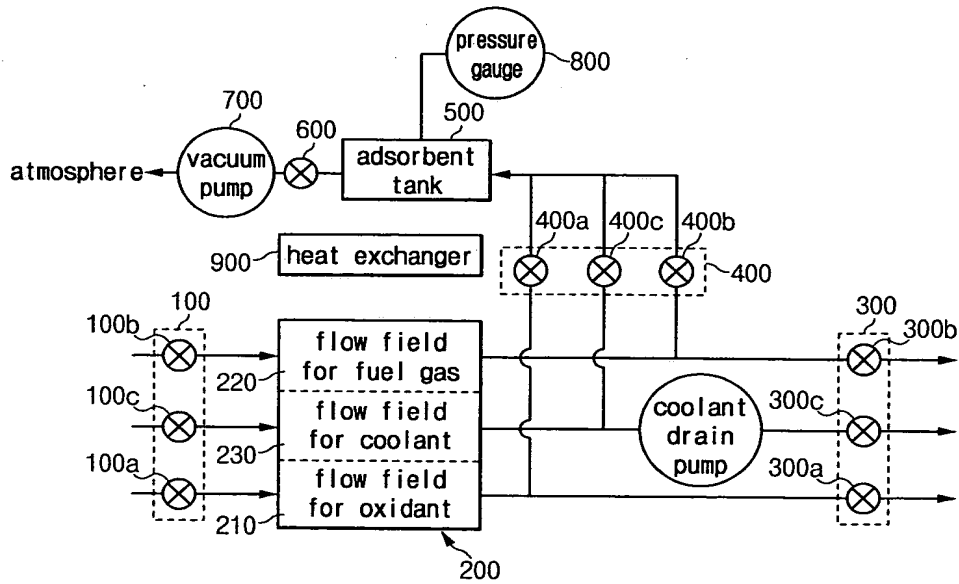 pressure
gauge
800
700
600
500
atmosphere
vacuum
pump
adsorbent
tank
400a
400c
400b
400
900
heat exchanger
100
100b
100c
100a
flow field
for fuel gas
220
flow field
for coolant
230
flow field
for oxidant
210
200
coolant
drain
pump
300
300b
300c
300a